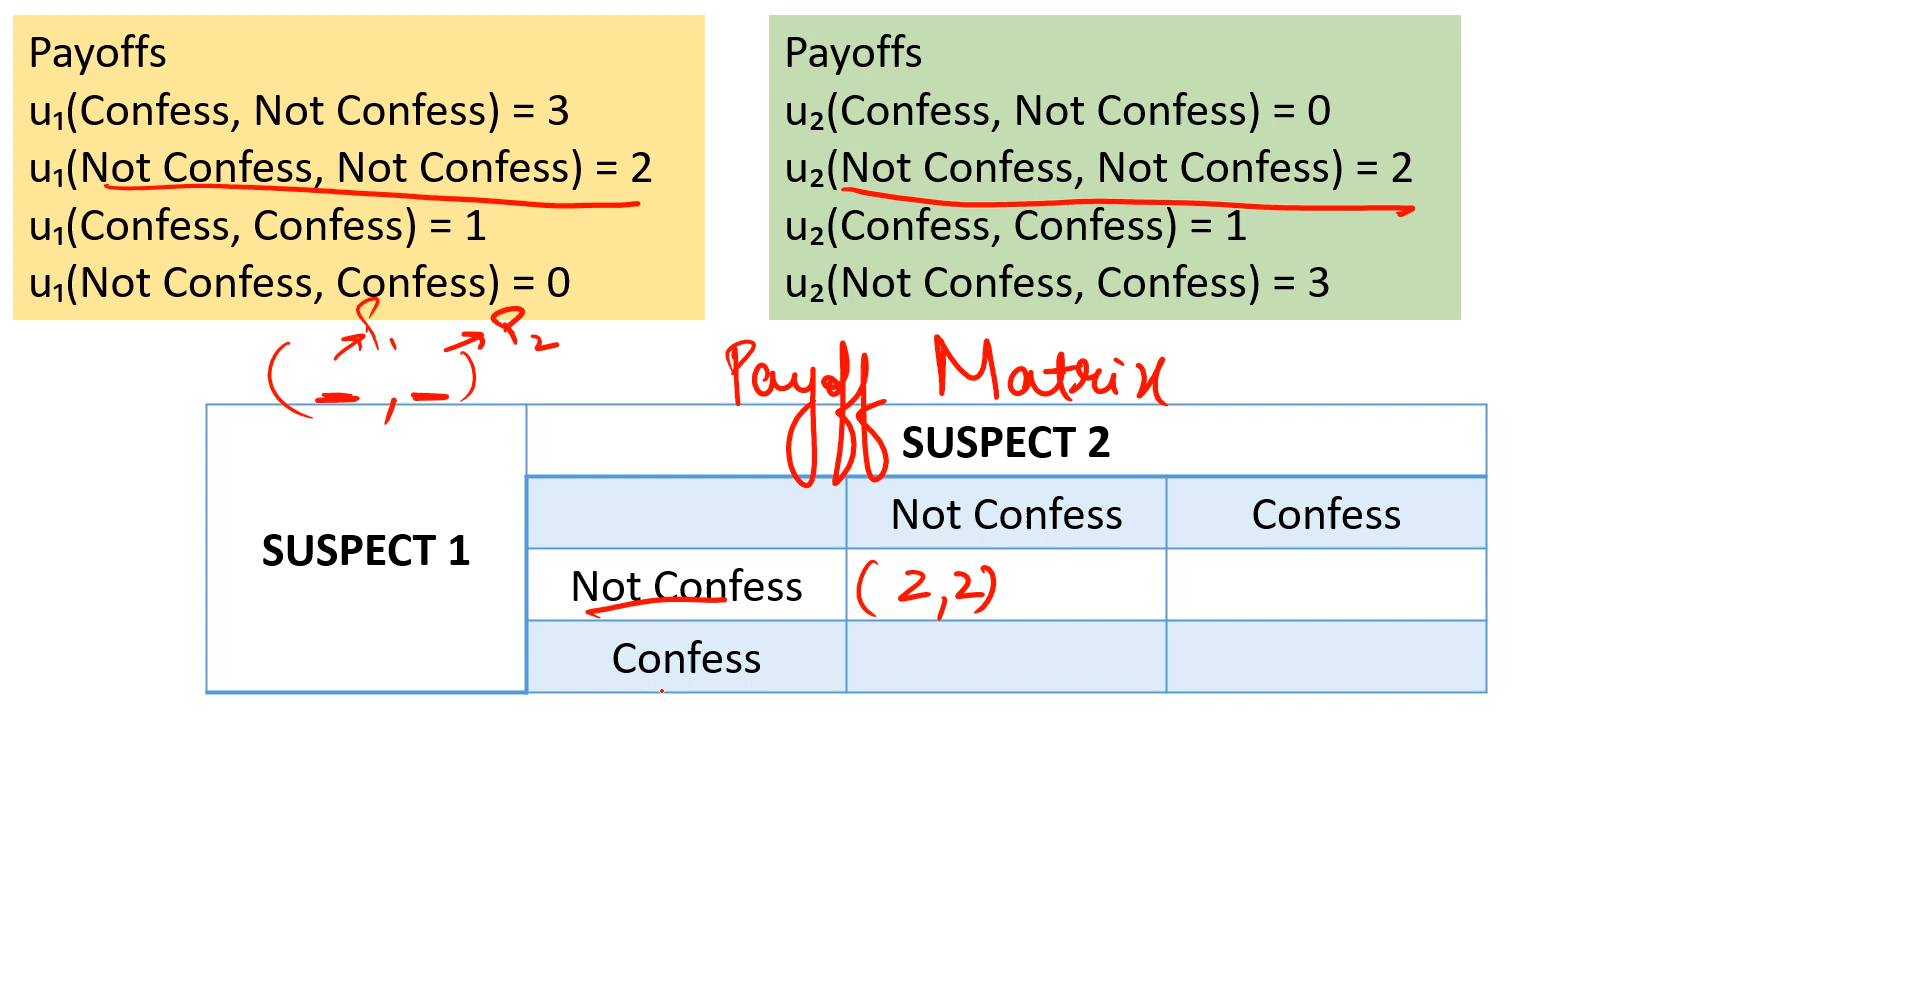 Payoffs
u₁(Confess, Not Confess) = 3
u₁(Not Confess, Not Confess) = 2
u₁(Confess, Confess) = 1
u₁(Not Confess, Confess) = 0
Payoffs
u₂(Confess, Not Confess) = 0
u₂(Not Confess, Not Confess) = 2
u₂(Confess, Confess) = 1
u₂(Not Confess, Confess) = 3
P₁ P₂
( _ , _ )
Payoff Matrix
SUSPECT 2
SUSPECT 1
Not Confess Confess
Not Confess (2,2)
Confess